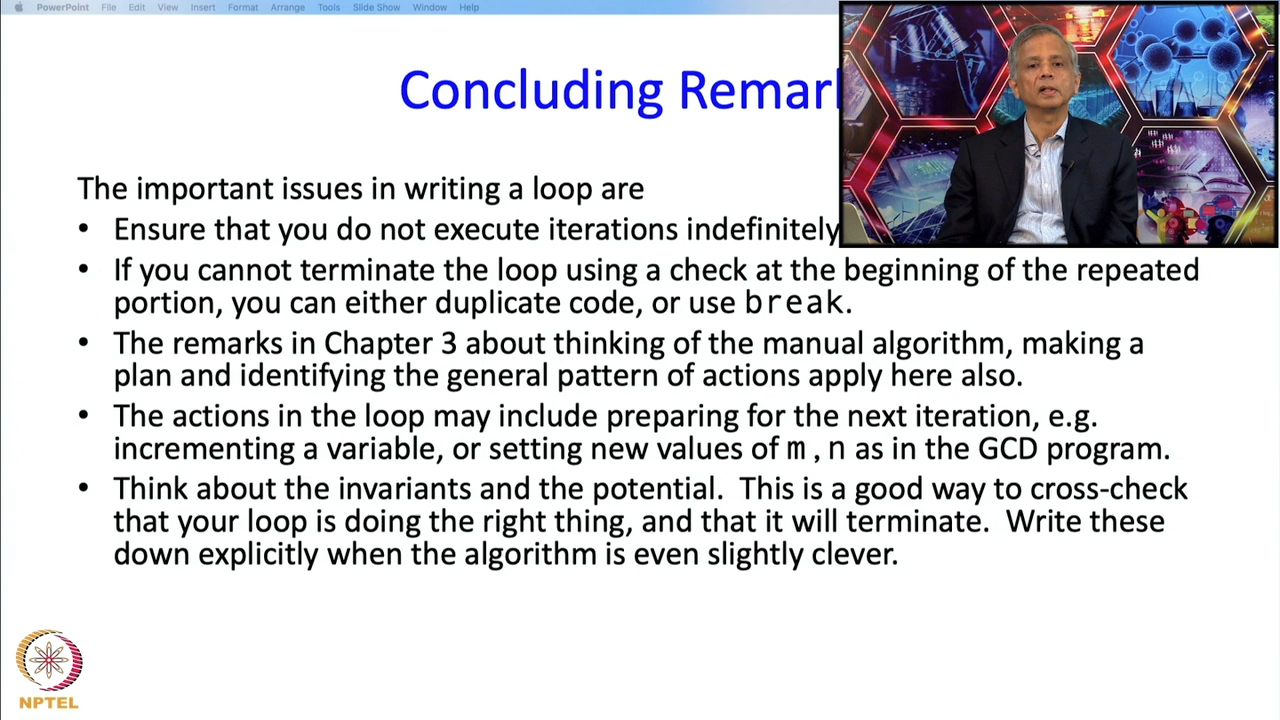 PowerPoint File Edit View Insert Format Arrange Tools Slide Show Window Help
Concluding Remar
The important issues in writing a loop are
• Ensure that you do not execute iterations indefinitely
• If you cannot terminate the loop using a check at the beginning of the repeated
portion, you can either duplicate code, or use break.
• The remarks in Chapter 3 about thinking of the manual algorithm, making a
plan and identifying the general pattern of actions apply here also.
• The actions in the loop may include preparing for the next iteration, e.g.
incrementing a variable, or setting new values of m,n as in the GCD program.
• Think about the invariants and the potential.  This is a good way to cross-check
that your loop is doing the right thing, and that it will terminate.  Write these
down explicitly when the algorithm is even slightly clever.
NPTEL